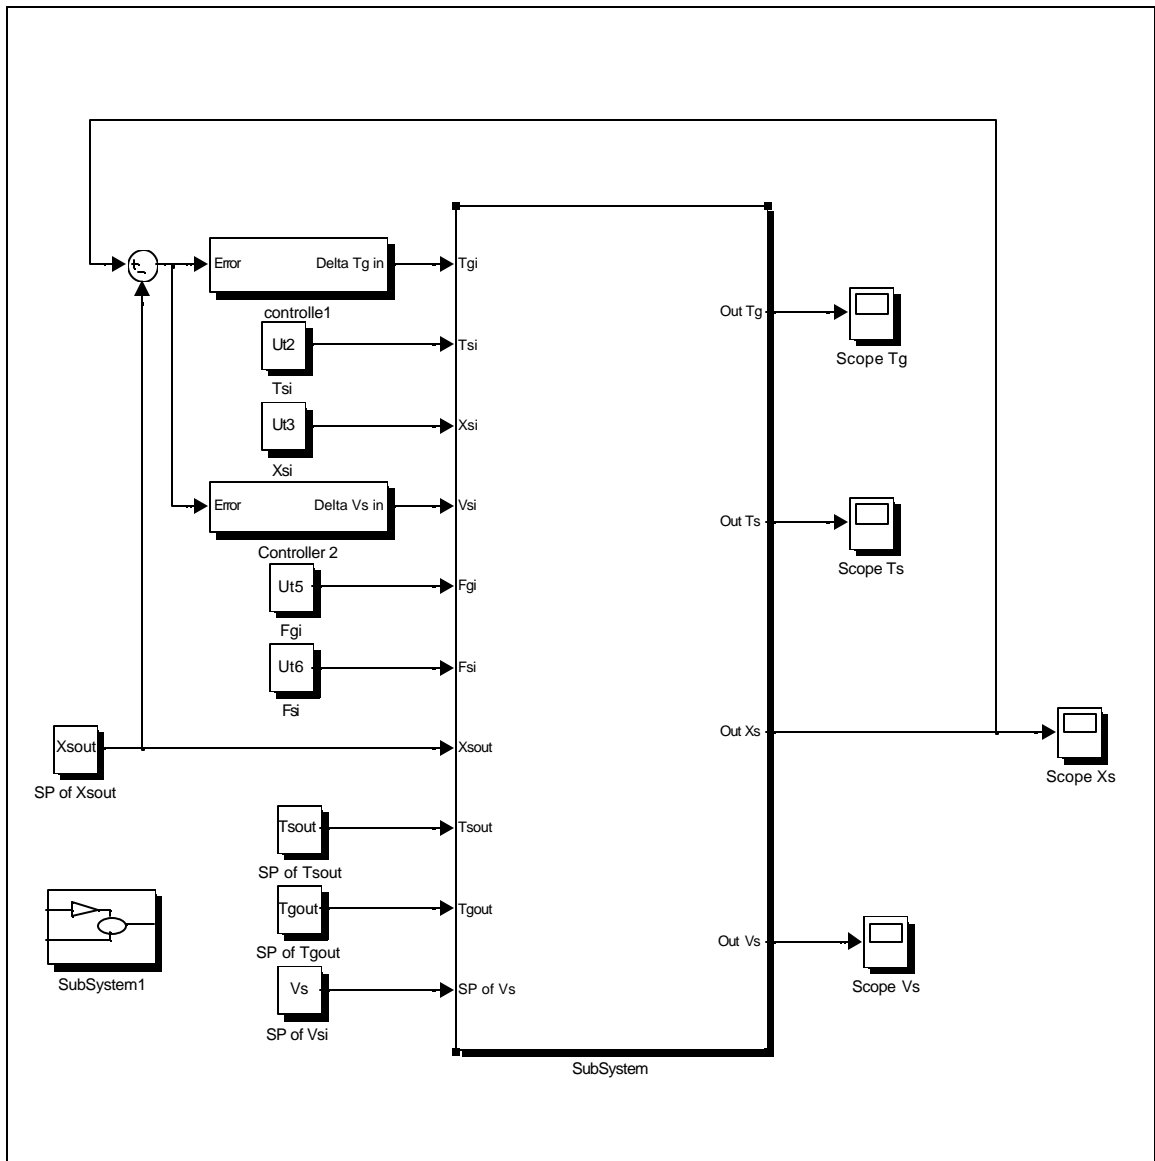 Error
Delta Tg in
controlle1
Tgi
Out Tg
Scope Tg
Ut2
Tsi
Tsi
Ut3
Xsi
Xsi
Error
Delta Vs in
Controller 2
Vsi
Out Ts
Scope Ts
Ut5
Fgi
Fgi
Ut6
Fsi
Fsi
Xsout
SP of Xsout
Xsout
Out Xs
Scope Xs
Tsout
SP of Tsout
Tsout
Tgout
SP of Tgout
Tgout
SubSystem1
Out Vs
Scope Vs
Vs
SP of Vsi
SP of Vs
SubSystem